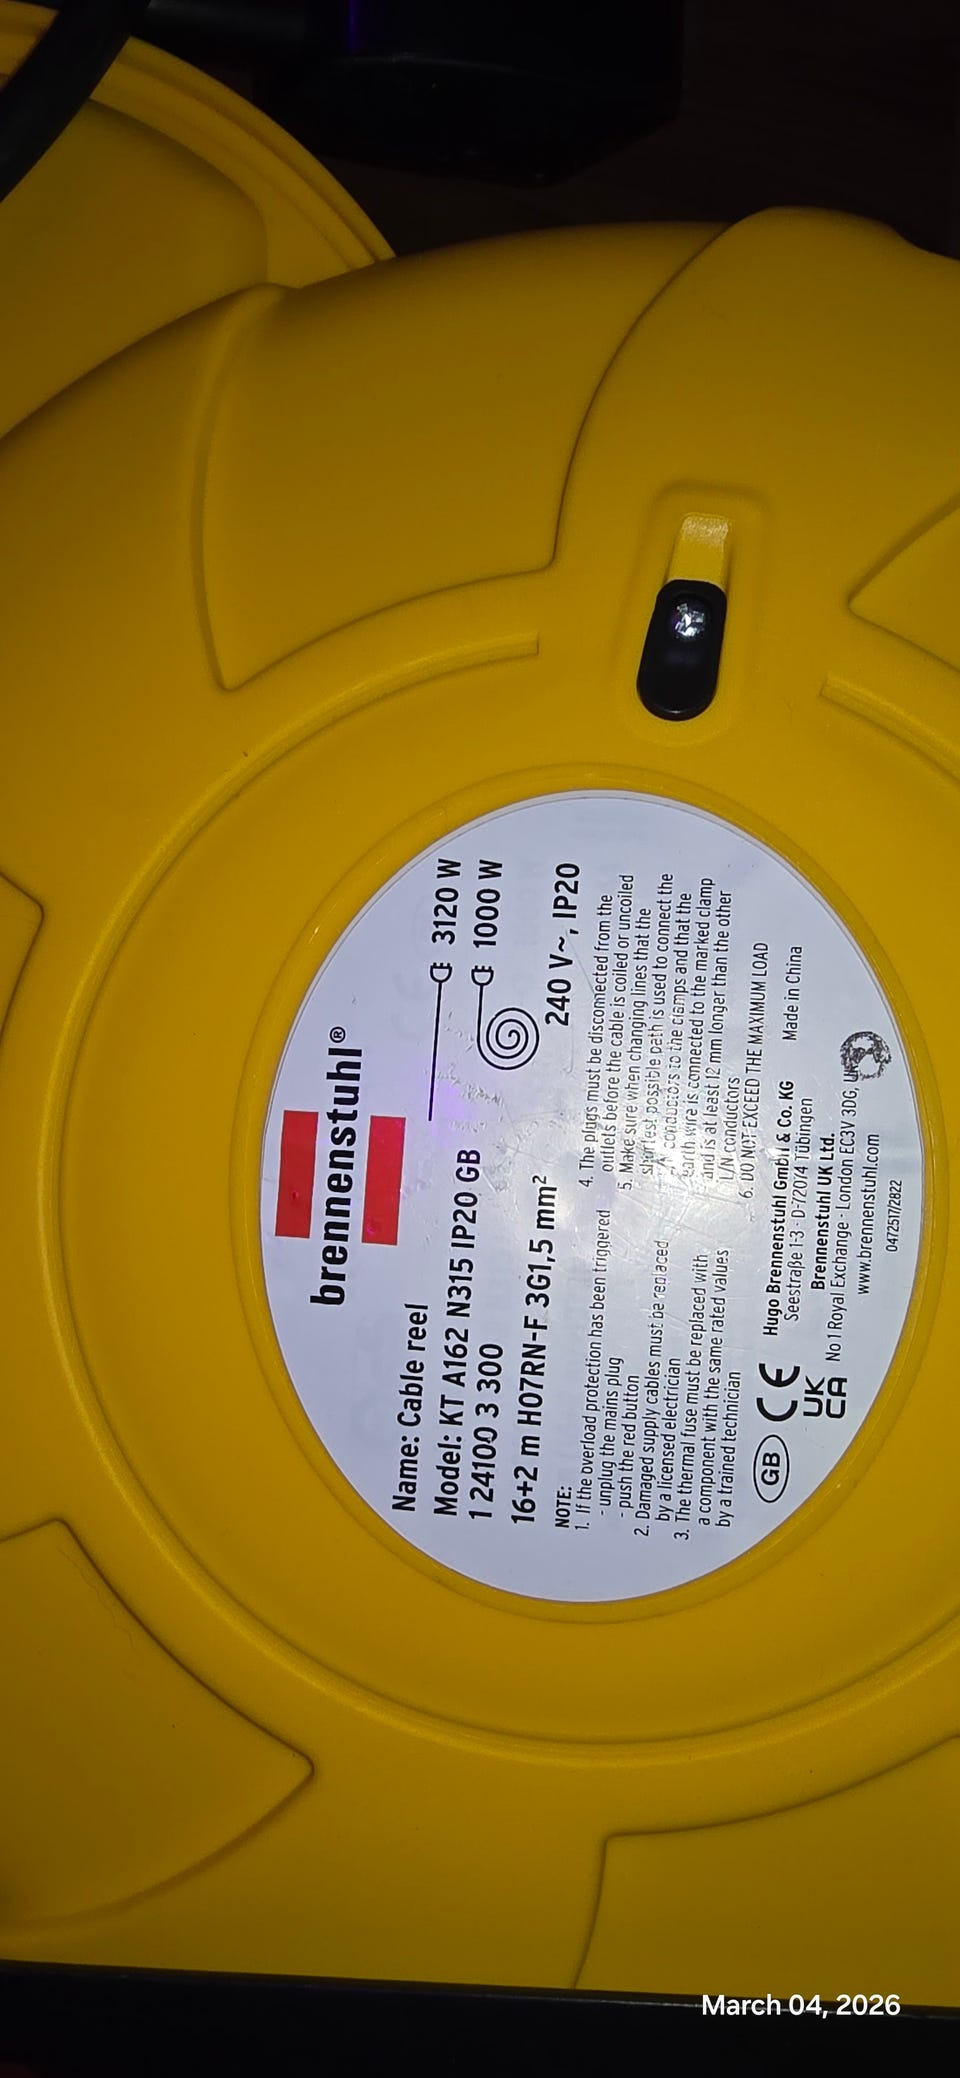 brennenstuhl®
Name: Cable reel
Model: KT A162 N315 IP20 GB
1 24100 3 300
16+2 m H07RN-F 3G1,5 mm²
3120 W
1000 W
240 V~, IP20
NOTE:
1. If the overload protection has been triggered
- unplug the mains plug
- push the red button
2. Damaged supply cables must be replaced
by a licensed electrician
3. The thermal fuse must be replaced with
a component with the same rated values
by a trained technician
4. The plugs must be disconnected from the
outlets before the cable is coiled or uncoiled
5. Make sure when changing lines that the
shortest possible path is used to connect the
conductors to the clamps and that the
earth wire is connected to the marked clamp
and is at least 12 mm longer than the other
L/N conductors
6. DO NOT EXCEED THE MAXIMUM LOAD
GB
CE
UK
CA
Hugo Brennenstuhl GmbH & Co. KG
Seestraße 1-3 · D-72074 Tübingen
Made in China
Brennenstuhl UK Ltd.
No 1 Royal Exchange · London EC3V 3DG,
www.brennenstuhl.com
0472517/2822
March 04, 2026